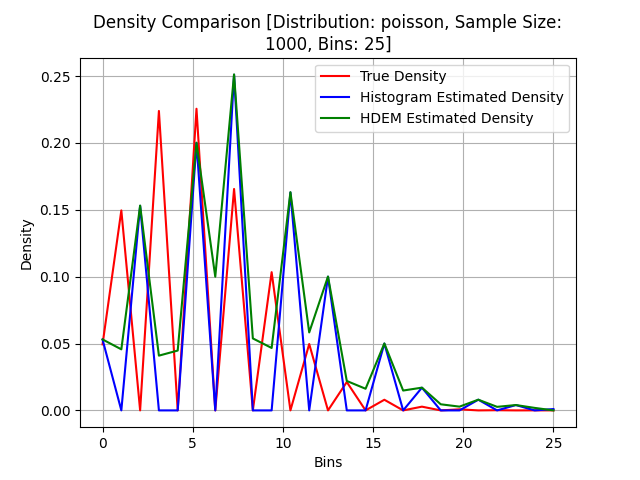 Density Comparison [Distribution: poisson, Sample Size:
1000, Bins: 25]
True Density
Histogram Estimated Density
HDEM Estimated Density
Density
0.25
0.20
0.15
0.10
0.05
0.00
0 5 10 15 20 25
Bins